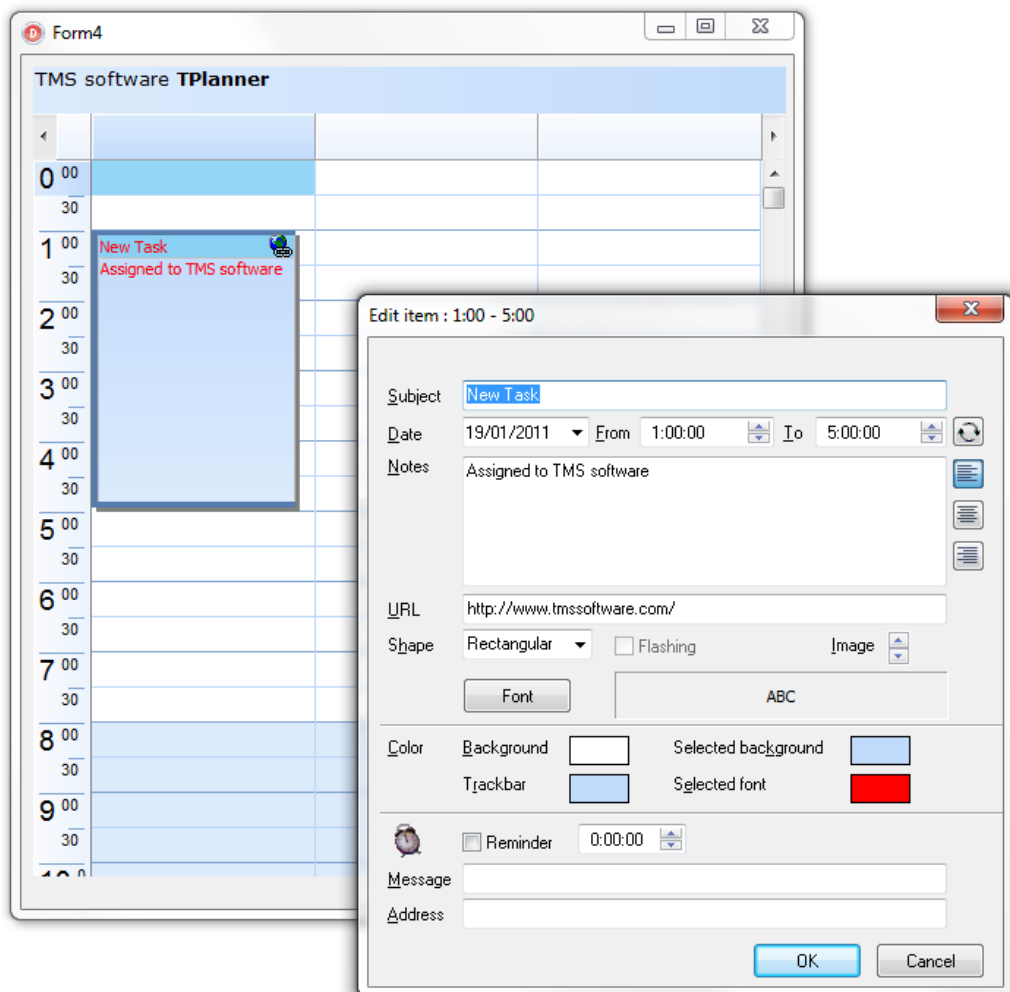 Form4
TMS software TPlanner
0 00
30
1 00
New Task
30
Assigned to TMS software
2 00
30
3 00
30
4 00
30
5 00
30
6 00
30
7 00
30
8 00
30
9 00
30
Edit item : 1:00 - 5:00
Subject New Task
Date 19/01/2011 From 1:00:00 To 5:00:00
Notes Assigned to TMS software
URL http://www.tmssoftware.com/
Shape Rectangular Flashing Image
Font ABC
Color Background Selected background
Trackbar Selected font
Reminder 0:00:00
Message
Address
OK Cancel